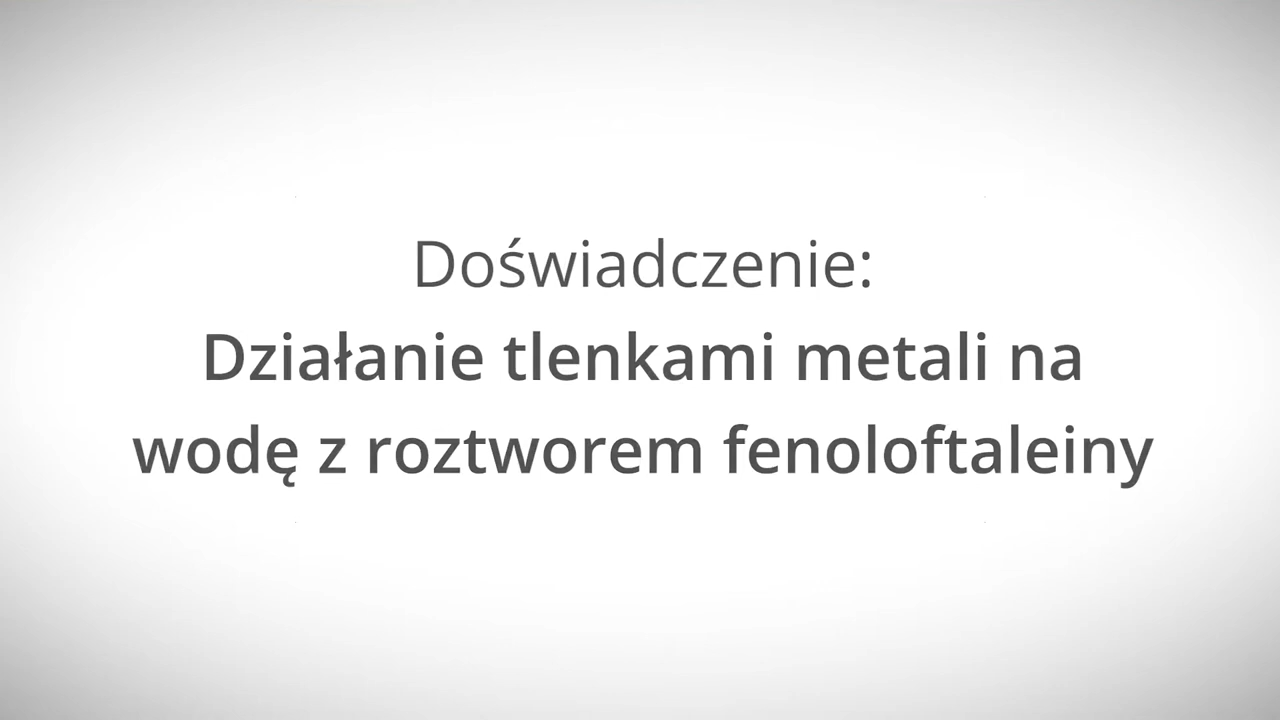 Doświadczenie:
Działanie tlenkami metali na
wodę z roztworem fenoloftaleiny